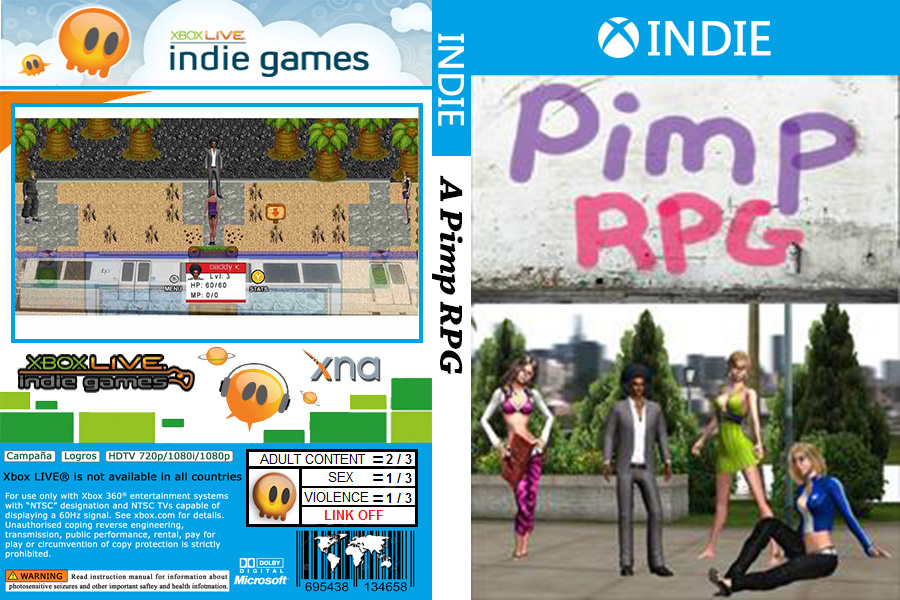 XBOX LIVE
indie games
daddy k
Lvl: 3
HP: 60/60
MP: 0/0
MENU
Y
STATS
XBOX LIVE.
indie games
xna
Campaña
Logros
HDTV 720p/1080i/1080p
Xbox LIVE® is not available in all countries
For use only with Xbox 360® entertainment systems
with “NTSC” designation and NTSC TVs capable of
displaying a 60Hz signal. See xbox.com for details.
Unauthorised coping reverse engineering,
transmission, public performance, rental, pay for
play or circumvention of copy protection is strictly
prohibited.
WARNING Read instruction manual for information about
photosensitive seizures and other important saftey and health infomation.
ADULT CONTENT = 2 / 3
SEX = 1 / 3
VIOLENCE = 1 / 3
LINK OFF
DOLBY
DIGITAL
Microsoft
695438 134658
INDIE
A Pimp RPG
INDIE
Pimp
RPG